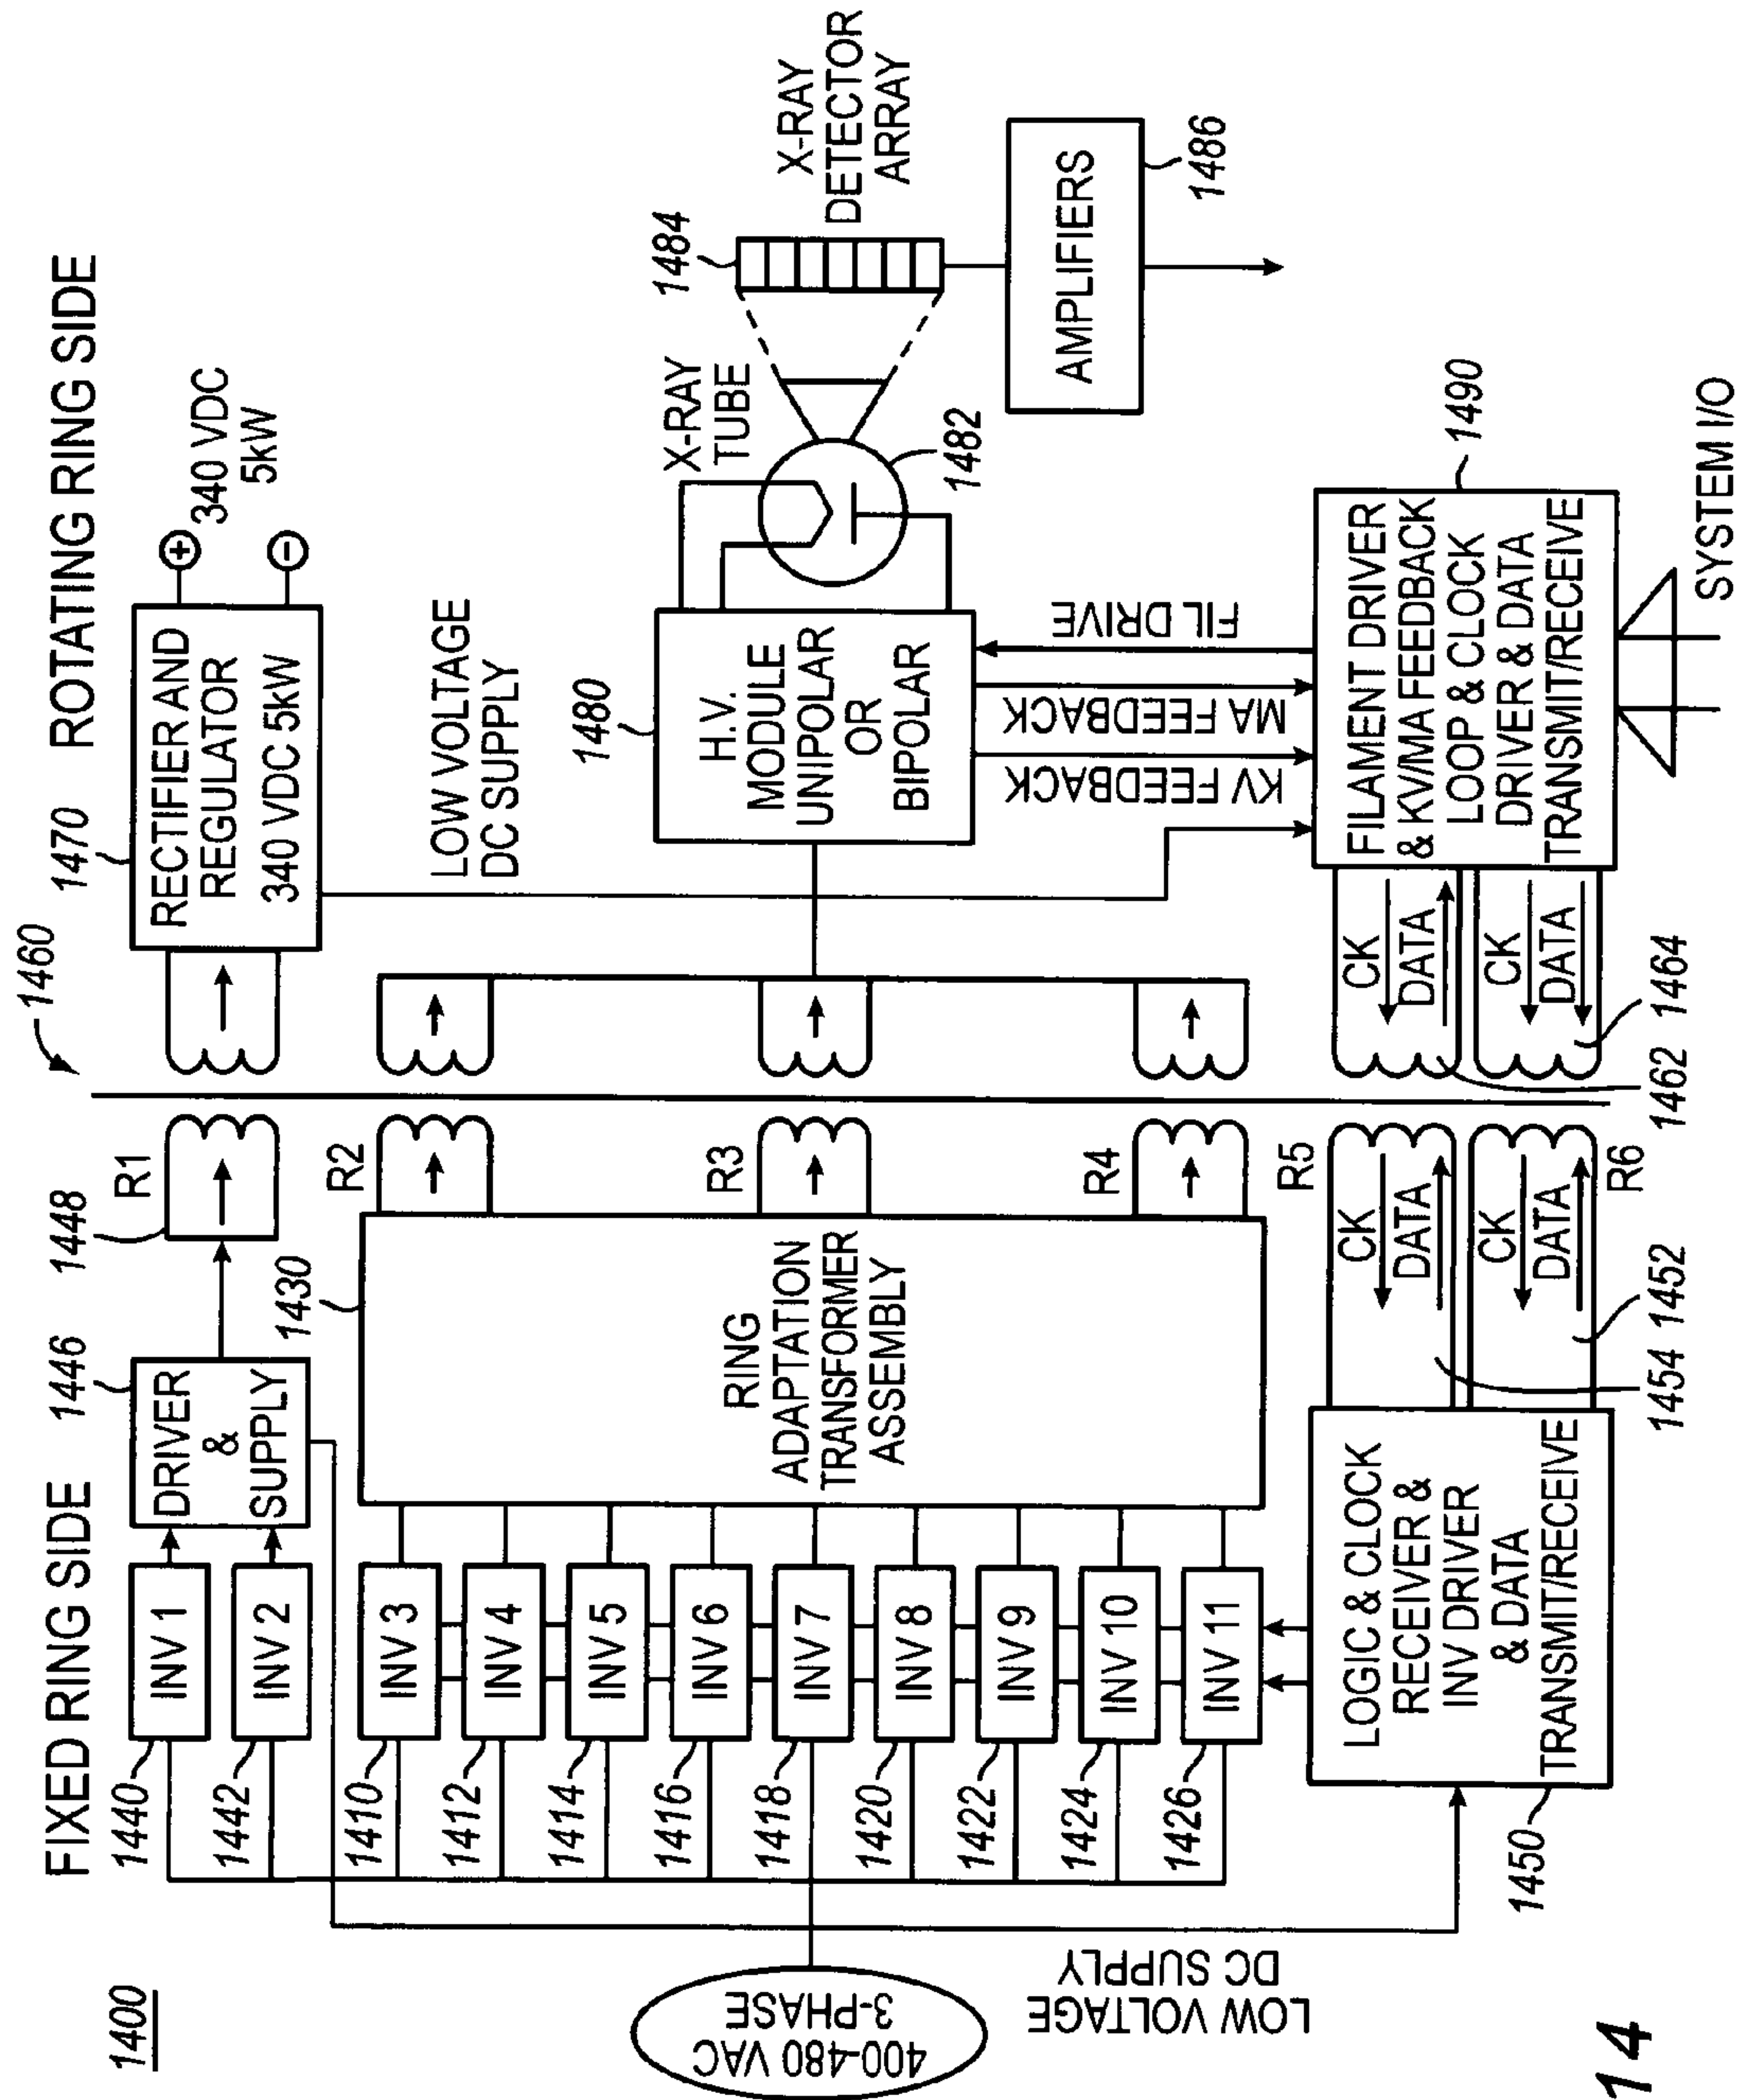 1400
FIXED RING SIDE
ROTATING RING SIDE
1460
1440
INV 1
1442
INV 2
1446
DRIVER
&
SUPPLY
1448
R1
1470
RECTIFIER AND
REGULATOR
340 VDC 5kW
+
−
340 VDC
5kW
LOW VOLTAGE
DC SUPPLY
400-480 VAC
3-PHASE
LOW VOLTAGE
DC SUPPLY
1410
INV 3
1412
INV 4
1414
INV 5
1416
INV 6
1418
INV 7
1420
INV 8
1422
INV 9
1424
INV 10
1426
INV 11
1430
RING
ADAPTATION
TRANSFORMER
ASSEMBLY
R2
R3
R4
1480
H.V.
MODULE
UNIPOLAR
OR
BIPOLAR
X-RAY
TUBE
1482
1484
X-RAY
DETECTOR
ARRAY
AMPLIFIERS
1486
KV FEEDBACK
MA FEEDBACK
FIL DRIVE
1450
LOGIC & CLOCK
RECEIVER &
INV DRIVER
& DATA
TRANSMIT/RECEIVE
R5
CK
DATA
CK
DATA
R6
1454
1452
1462
1464
CK
DATA
CK
DATA
1490
FILAMENT DRIVER
& KV/MA FEEDBACK
LOOP & CLOCK
DRIVER & DATA
TRANSMIT/RECEIVE
SYSTEM I/O
14